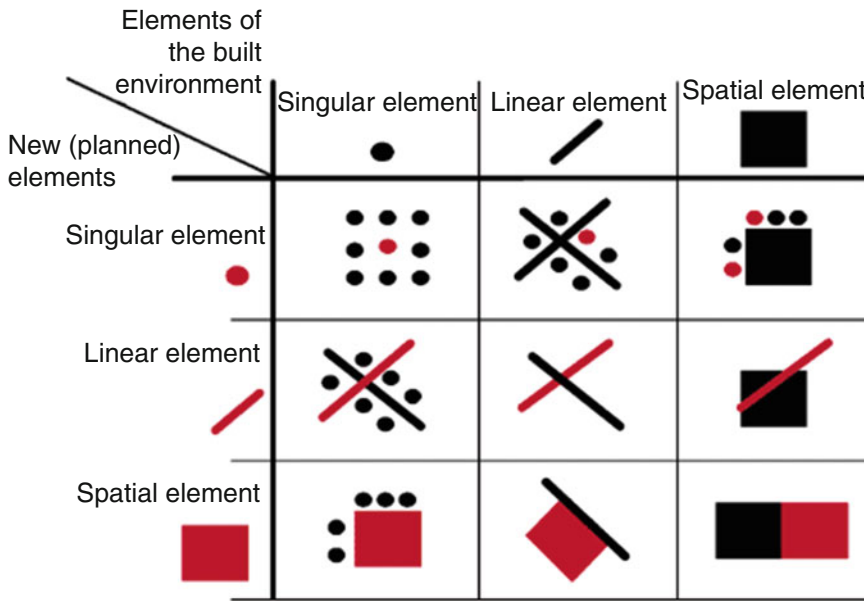 Elements of
the built
environment
Singular element
Linear element
Spatial element
New (planned)
elements
Singular element
Linear element
Spatial element